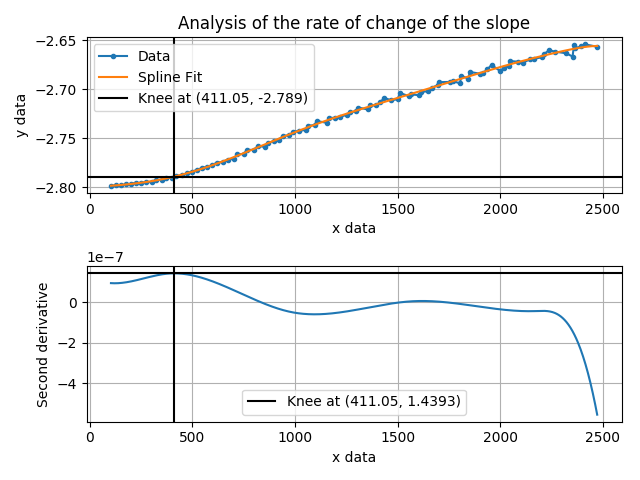 Analysis of the rate of change of the slope
−2.65
−2.70
−2.75
−2.80
y data
Data
Spline Fit
Knee at (411.05, -2.789)
0 500 1000 1500 2000 2500
x data
1e−7
0
−2
−4
Second derivative
Knee at (411.05, 1.4393)
0 500 1000 1500 2000 2500
x data